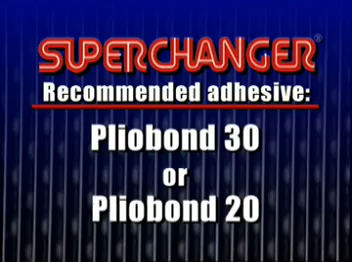 SUPERCHANGER®
Recommended adhesive:
Pliobond 30
or
Pliobond 20